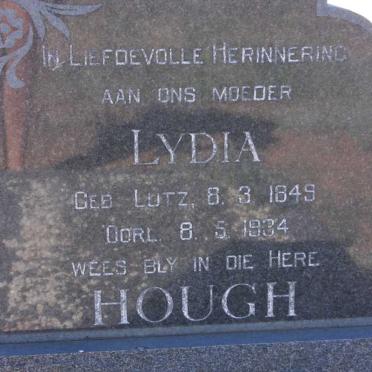 In Liefdevolle Herinnering
aan ons moeder
Lydia
Geb. Lutz, 8. 3. 1849
Oorl. 8. 5. 1934
Wees bly in die Here
Hough